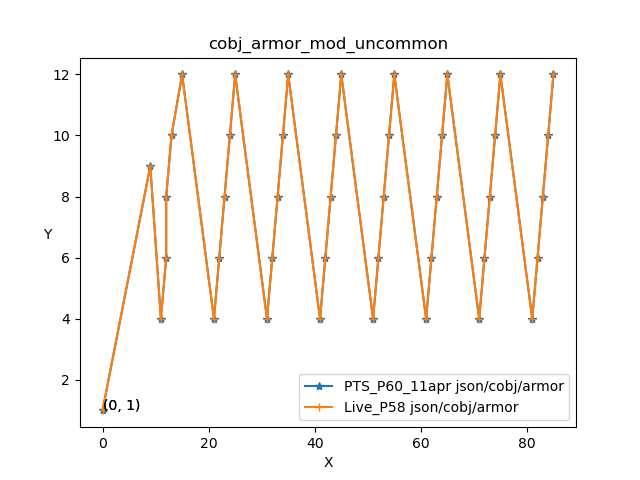 cobj_armor_mod_uncommon
12
10
8
6
4
2
Y
(0, 1)
PTS_P60_11apr json/cobj/armor
Live_P58 json/cobj/armor
0 20 40 60 80
X